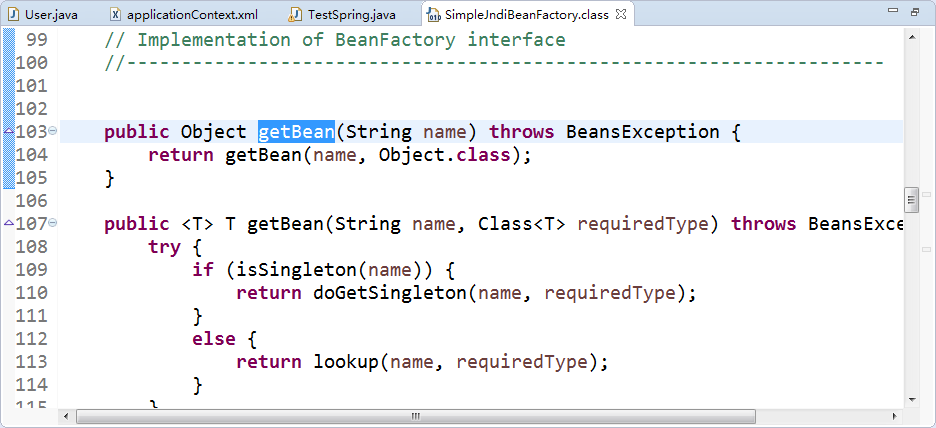 User.java applicationContext.xml TestSpring.java SimpleJndiBeanFactory.class
99 // Implementation of BeanFactory interface
100 //---------------------------------------------------------------------
101
102
103 public Object getBean(String name) throws BeansException {
104 return getBean(name, Object.class);
105 }
106
107 public <T> T getBean(String name, Class<T> requiredType) throws BeansExce
108 try {
109 if (isSingleton(name)) {
110 return doGetSingleton(name, requiredType);
111 }
112 else {
113 return lookup(name, requiredType);
114 }
115 }